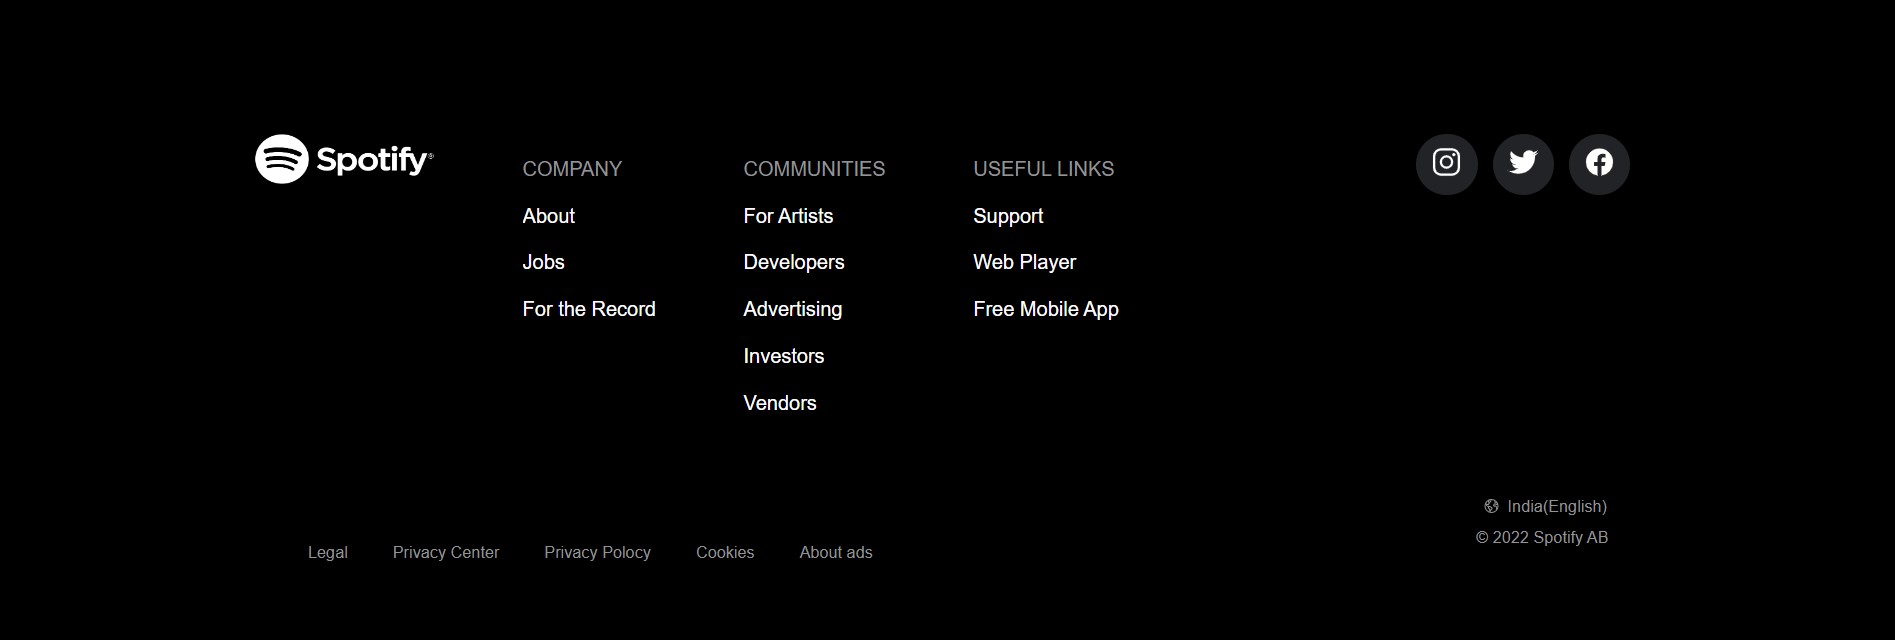 Spotify®
COMPANY
About
Jobs
For the Record
COMMUNITIES
For Artists
Developers
Advertising
Investors
Vendors
USEFUL LINKS
Support
Web Player
Free Mobile App
India(English)
© 2022 Spotify AB
Legal Privacy Center Privacy Polocy Cookies About ads